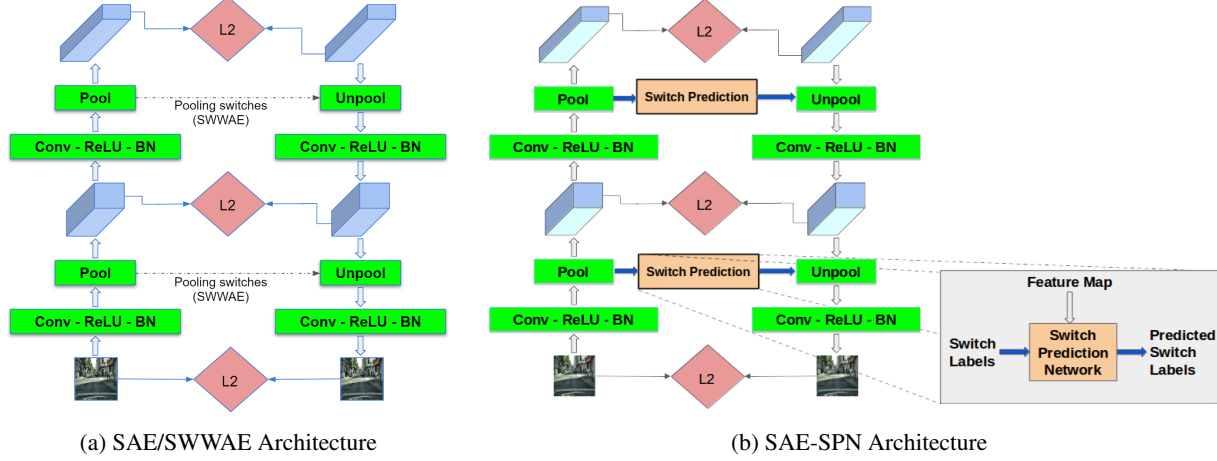 L2
Pool
Pooling switches
(SWWAE)
Unpool
Conv - ReLU - BN
Conv - ReLU - BN
L2
Pool
Pooling switches
(SWWAE)
Unpool
Conv - ReLU - BN
Conv - ReLU - BN
L2
(a) SAE/SWWAE Architecture
L2
Pool
Switch Prediction
Unpool
Conv - ReLU - BN
Conv - ReLU - BN
L2
Pool
Switch Prediction
Unpool
Conv - ReLU - BN
Conv - ReLU - BN
L2
Feature Map
Switch
Labels
Switch
Prediction
Network
Predicted
Switch
Labels
(b) SAE-SPN Architecture